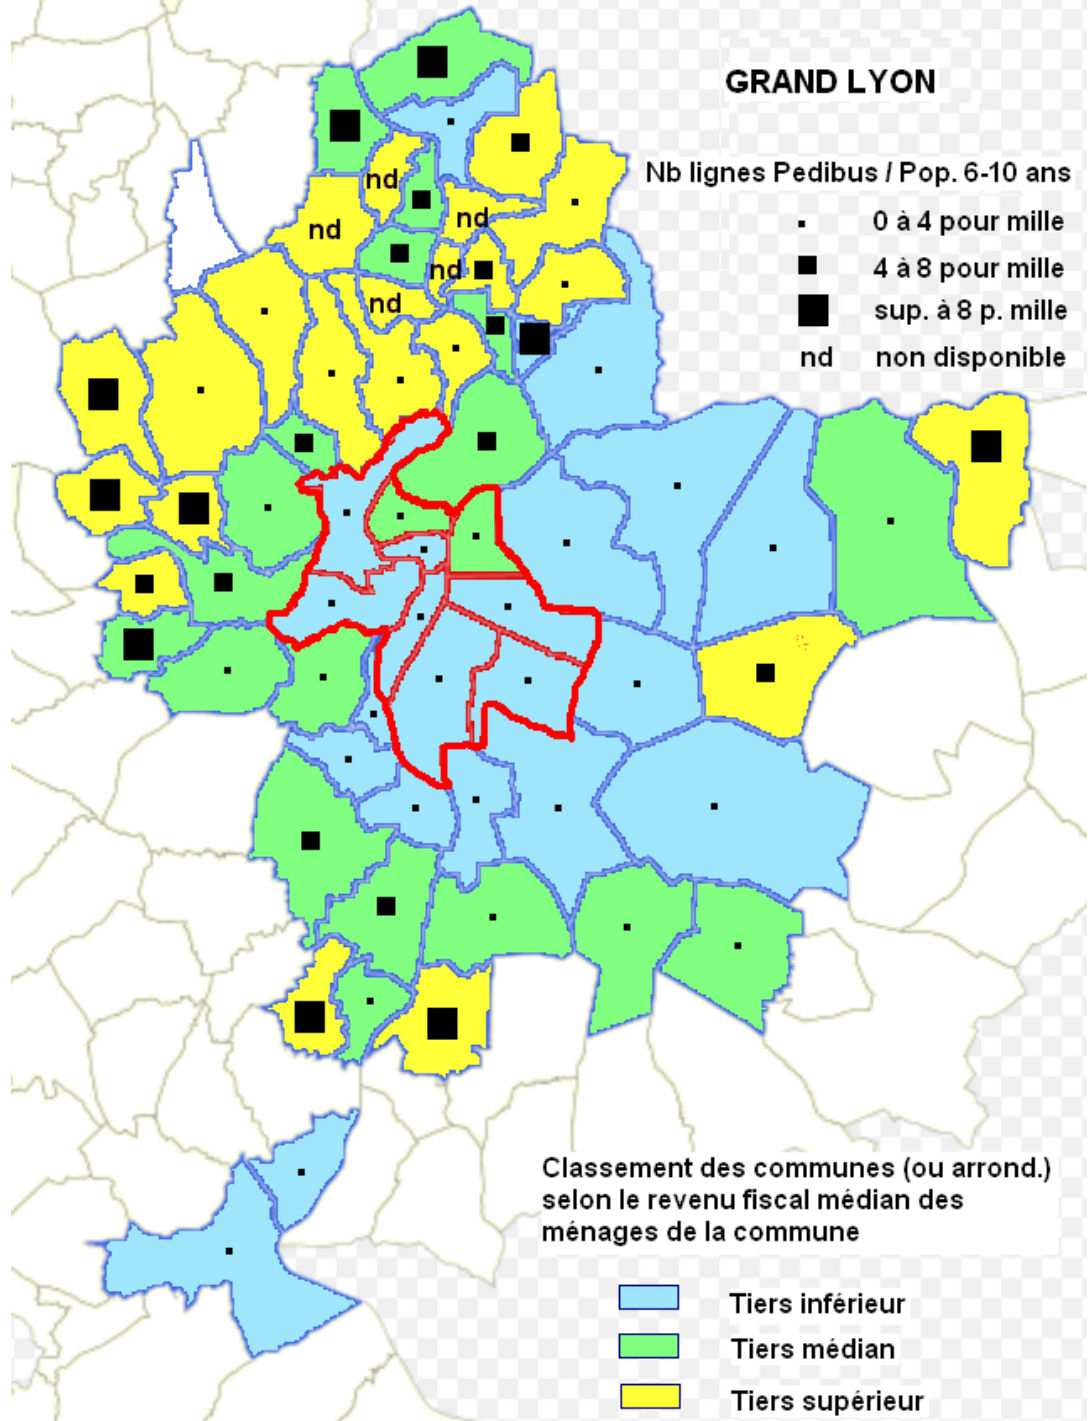 GRAND LYON
Nb lignes Pedibus / Pop. 6-10 ans
0 à 4 pour mille
4 à 8 pour mille
sup. à 8 p. mille
nd non disponible
nd
nd
nd
nd
nd
Classement des communes (ou arrond.)
selon le revenu fiscal médian des
ménages de la commune
Tiers inférieur
Tiers médian
Tiers supérieur